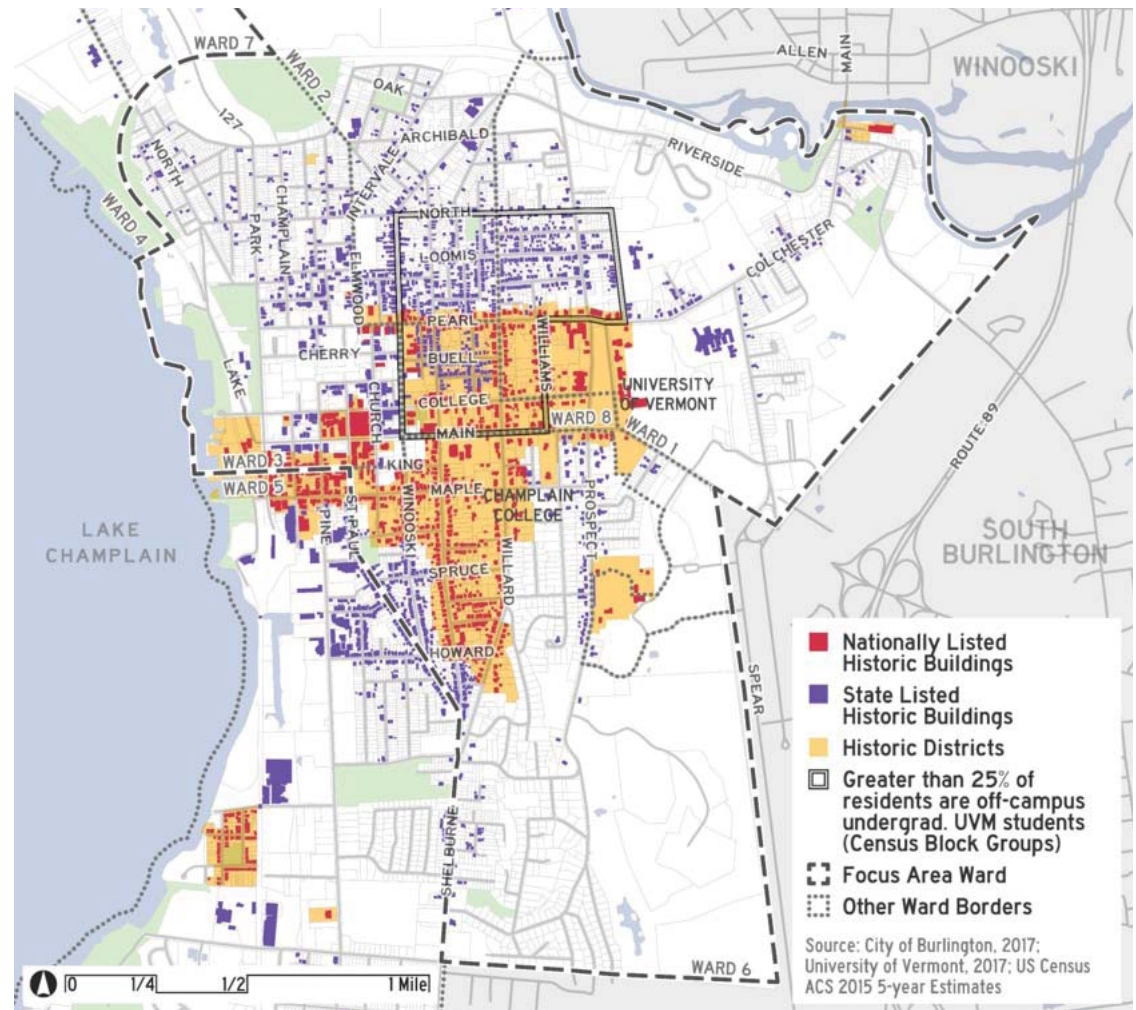 WARD 7
WARD 2
OAK
ALLEN
MAIN
WINOOSKI
127
ARCHIBALD
RIVERSIDE
NORTH
INTERVALE
CHAMPLAIN
WARD 4
PARK
NORTH
COLCHESTER
LOOMIS
ELMWOOD
PEARL
WILLIAMS
CHERRY
BUELL
LAKE
CHURCH
UNIVERSITY
OF VERMONT
COLLEGE
WARD 8
WARD 1
MAIN
ROUTE 89
WARD 3
KING
WARD 5
MAPLE
CHAMPLAIN
COLLEGE
PROSPECT
WINOOSKI
ST. PAUL
PINE
LAKE
CHAMPLAIN
SOUTH
BURLINGTON
WILLARD
SPRUCE
HOWARD
SPEAR
SHELBURNE
WARD 6
Nationally Listed
Historic Buildings
State Listed
Historic Buildings
Historic Districts
Greater than 25% of
residents are off-campus
undergrad. UVM students
(Census Block Groups)
Focus Area Ward
Other Ward Borders
Source: City of Burlington, 2017;
University of Vermont, 2017; US Census
ACS 2015 5-year Estimates
0 1/4 1/2 1 Mile